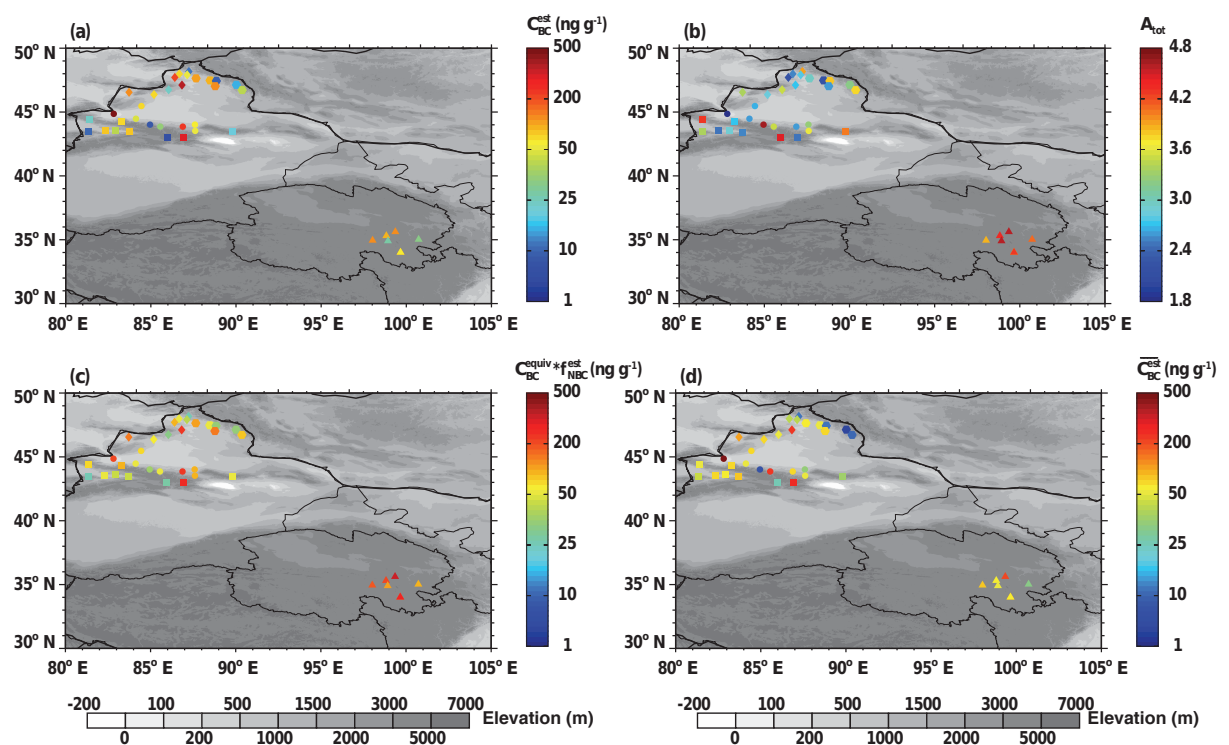 (a) C_BC^est (ng g⁻¹)
50° N 45° N 40° N 35° N 30° N
80° E 85° E 90° E 95° E 100° E 105° E
500 200 100 50 25 10 1
(b) A_tot
50° N 45° N 40° N 35° N 30° N
80° E 85° E 90° E 95° E 100° E 105° E
4.8 4.2 3.6 3.0 2.4 1.8
(c) C_BC^equiv*f_NBC^est (ng g⁻¹)
50° N 45° N 40° N 35° N 30° N
80° E 85° E 90° E 95° E 100° E 105° E
500 200 100 50 25 10 1
(d) C̅_BC^est (ng g⁻¹)
50° N 45° N 40° N 35° N 30° N
80° E 85° E 90° E 95° E 100° E 105° E
500 200 100 50 25 10 1
-200 100 500 1500 3000 7000
Elevation (m)
0 200 1000 2000 5000
-200 100 500 1500 3000 7000
Elevation (m)
0 200 1000 2000 5000